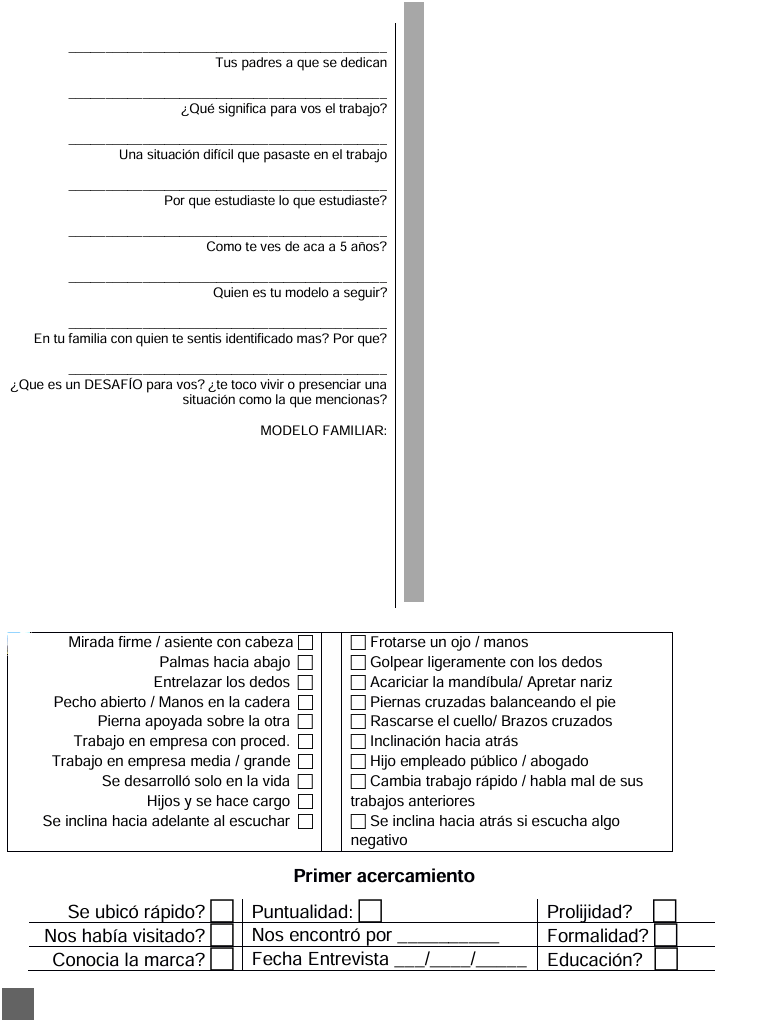 Tus padres a que se dedican
¿Qué significa para vos el trabajo?
Una situación difícil que pasaste en el trabajo
Por que estudiaste lo que estudiaste?
Como te ves de aca a 5 años?
Quien es tu modelo a seguir?
En tu familia con quien te sentis identificado mas? Por que?
¿Que es un DESAFÍO para vos? ¿te toco vivir o presenciar una
situación como la que mencionas?
MODELO FAMILIAR:
Mirada firme / asiente con cabeza
Palmas hacia abajo
Entrelazar los dedos
Pecho abierto / Manos en la cadera
Pierna apoyada sobre la otra
Trabajo en empresa con proced.
Trabajo en empresa media / grande
Se desarrolló solo en la vida
Hijos y se hace cargo
Se inclina hacia adelante al escuchar
Frotarse un ojo / manos
Golpear ligeramente con los dedos
Acariciar la mandíbula/ Apretar nariz
Piernas cruzadas balanceando el pie
Rascarse el cuello/ Brazos cruzados
Inclinación hacia atrás
Hijo empleado público / abogado
Cambia trabajo rápido / habla mal de sus
trabajos anteriores
Se inclina hacia atrás si escucha algo
negativo
Primer acercamiento
Se ubicó rápido?
Nos había visitado?
Conocia la marca?
Puntualidad:
Nos encontró por __________
Fecha Entrevista ___/____/_____
Prolijidad?
Formalidad?
Educación?